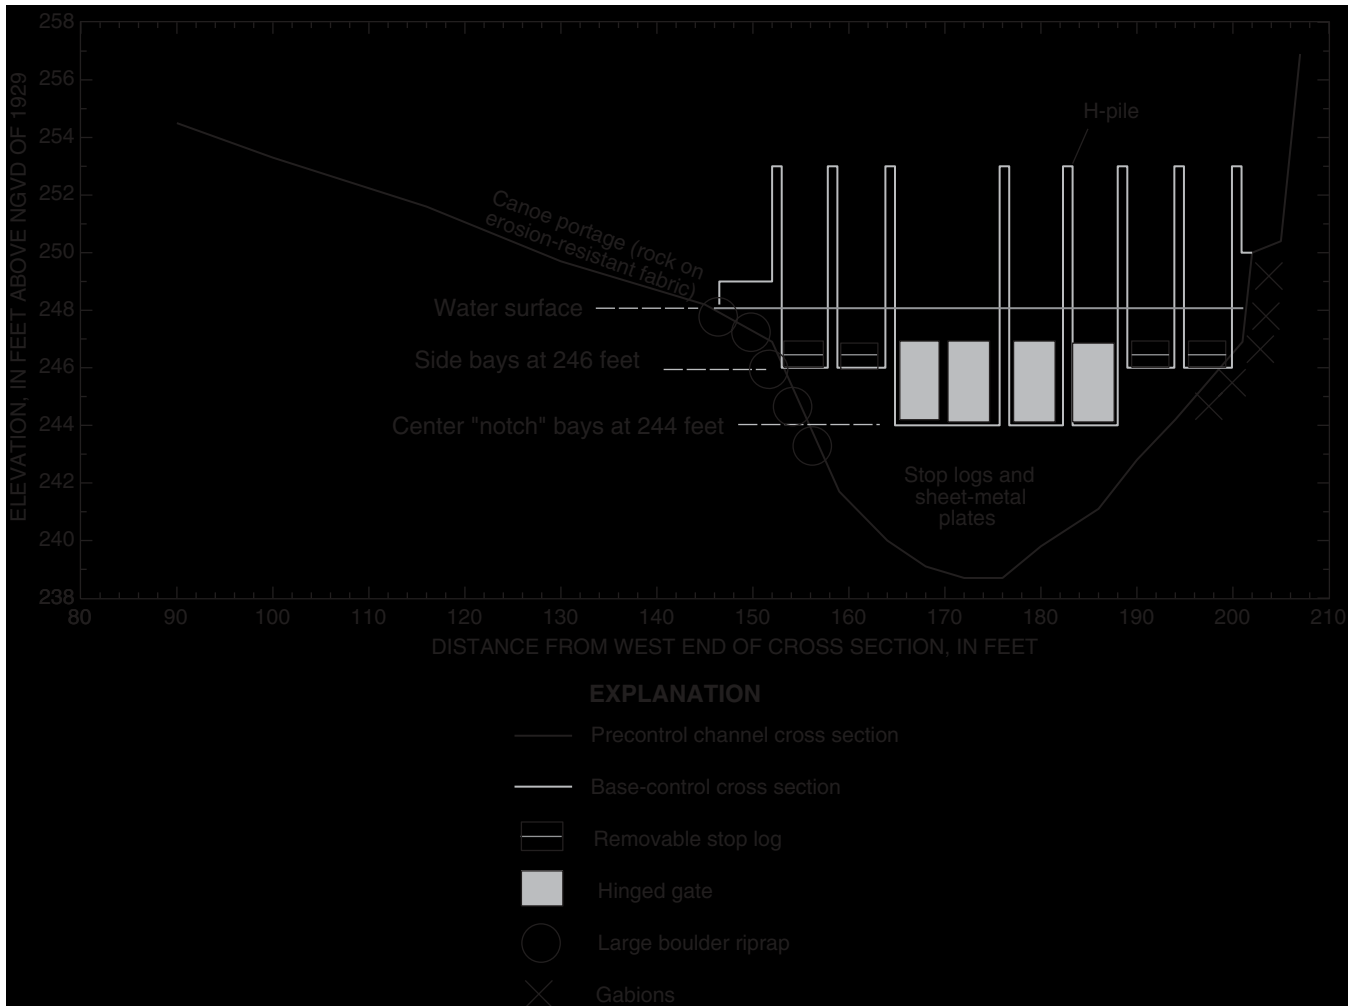 258
256
254
252
250
248
246
244
242
240
238
ELEVATION, IN FEET ABOVE NGVD OF 1929
H-pile
Canoe portage (rock on
erosion-resistant fabric)
Water surface
Side bays at 246 feet
Center "notch" bays at 244 feet
Stop logs and
sheet-metal
plates
80 90 100 110 120 130 140 150 160 170 180 190 200 210
DISTANCE FROM WEST END OF CROSS SECTION, IN FEET
EXPLANATION
Precontrol channel cross section
Base-control cross section
Removable stop log
Hinged gate
Large boulder riprap
Gabions